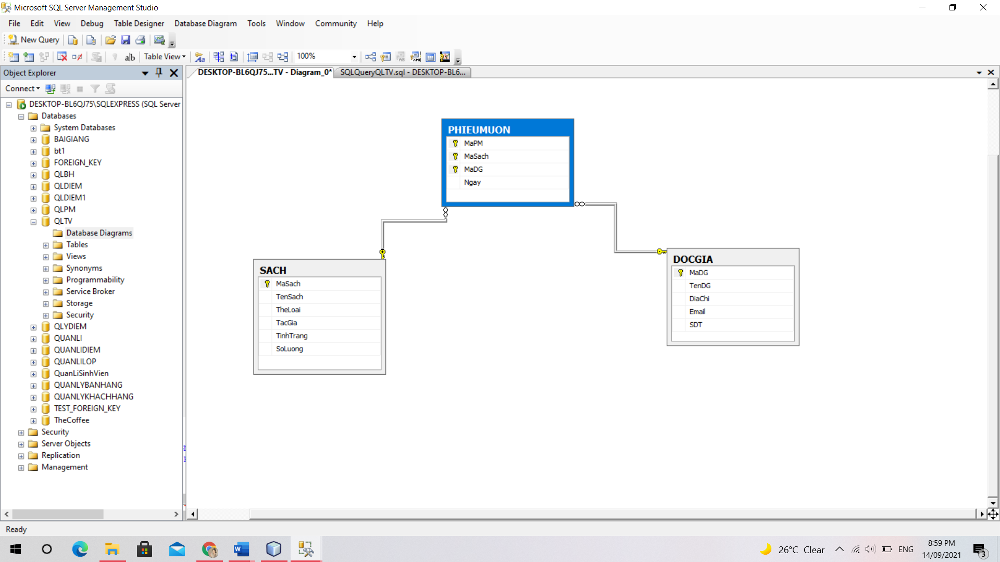 Microsoft SQL Server Management Studio
File Edit View Debug Table Designer Database Diagram Tools Window Community Help
New Query
Table View 100%
Object Explorer
DESKTOP-BL6QJ75...TV - Diagram_0* SQLQueryQLTV.sql - DESKTOP-BL6...
Connect
DESKTOP-BL6QJ75\SQLEXPRESS (SQL Server
Databases
System Databases
BAIGIANG
bt1
FOREIGN_KEY
QLBH
QLDIEM
QLDIEM1
QLPM
QLTV
Database Diagrams
Tables
Views
Synonyms
Programmability
Service Broker
Storage
Security
QLYDIEM
QUANLI
QUANLIDIEM
QUANLILOP
QuanLiSinhVien
QUANLYBANHANG
QUANLYKHACHHANG
TEST_FOREIGN_KEY
TheCoffee
Security
Server Objects
Replication
Management
PHIEUMUON
MaPM
MaSach
MaDG
Ngay
SACH
MaSach
TenSach
TheLoai
TacGia
TinhTrang
SoLuong
DOCGIA
MaDG
TenDG
DiaChi
Email
SDT
Ready
26°C Clear
ENG
8:59 PM
14/09/2021
3